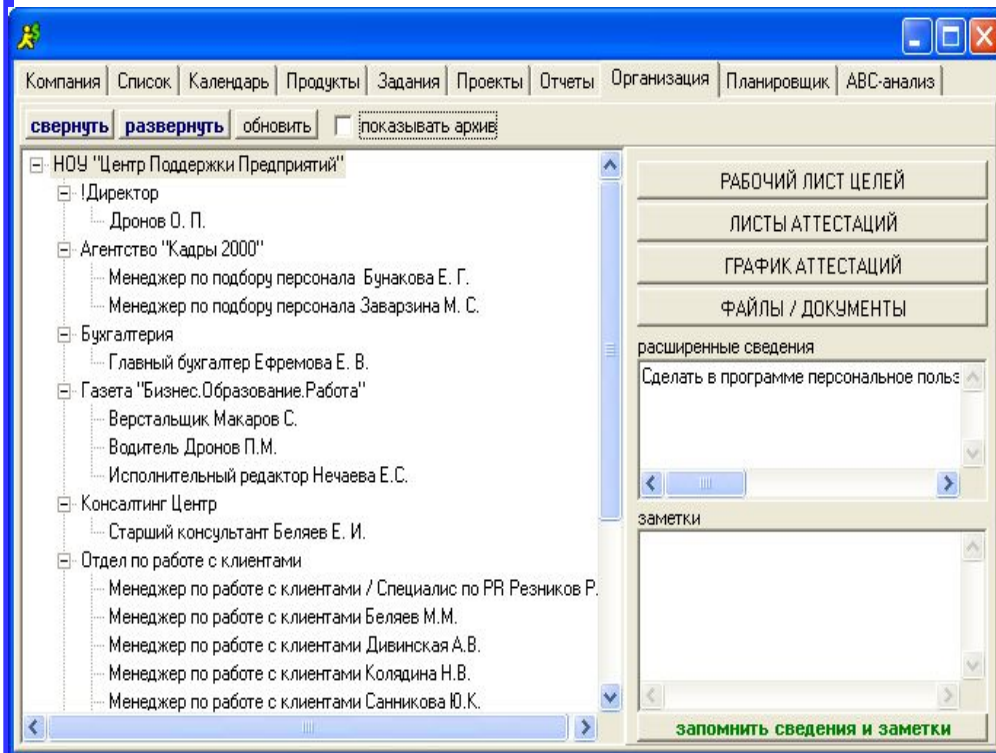 Компания Список Календарь Продукты Задания Проекты Отчеты Организация Планировщик АВС-анализ
свернуть развернуть обновить показывать архив
НОУ "Центр Поддержки Предприятий"
!Директор
Дронов О. П.
Агентство "Кадры 2000"
Менеджер по подбору персонала Бунакова Е. Г.
Менеджер по подбору персонала Заварзина М. С.
Бухгалтерия
Главный бухгалтер Ефремова Е. В.
Газета "Бизнес.Образование.Работа"
Верстальщик Макаров С.
Водитель Дронов П.М.
Исполнительный редактор Нечаева Е.С.
Консалтинг Центр
Старший консультант Беляев Е. И.
Отдел по работе с клиентами
Менеджер по работе с клиентами / Специалис по PR Резников Р.
Менеджер по работе с клиентами Беляев М.М.
Менеджер по работе с клиентами Дивинская А.В.
Менеджер по работе с клиентами Колядина Н.В.
Менеджер по работе с клиентами Санникова Ю.К.
РАБОЧИЙ ЛИСТ ЦЕЛЕЙ
ЛИСТЫ АТТЕСТАЦИЙ
ГРАФИК АТТЕСТАЦИЙ
ФАЙЛЫ / ДОКУМЕНТЫ
расширенные сведения
Сделать в программе персональное польз
заметки
запомнить сведения и заметки